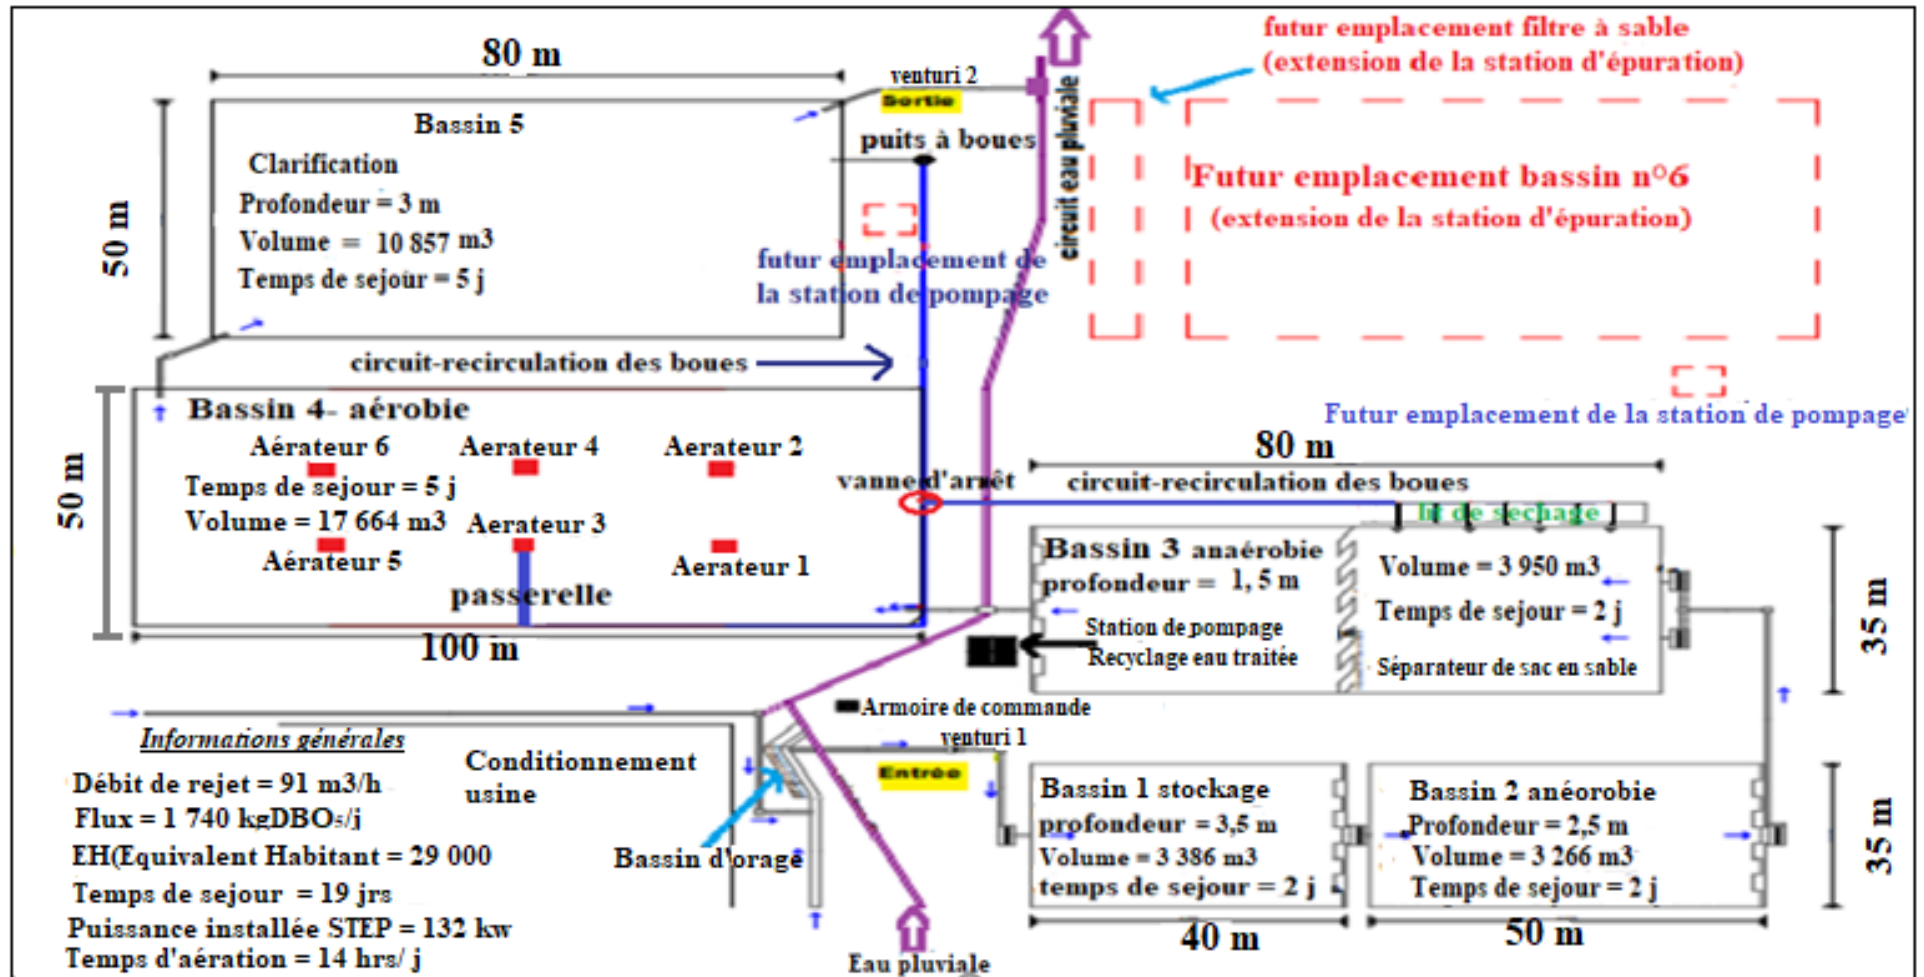 80 m
venturi 2
Sortie
futur emplacement filtre à sable
(extension de la station d'épuration)
Bassin 5
Clarification
Profondeur = 3 m
Volume = 10 857 m3
Temps de sejour = 5 j
50 m
puits à boues
circuit eau pluviale
Futur emplacement bassin n°6
(extension de la station d'épuration)
futur emplacement de
la station de pompage
circuit-recirculation des boues
Futur emplacement de la station de pompage
Bassin 4- aérobie
Aérateur 6
Aerateur 4
Aerateur 2
Temps de sejour = 5 j
Volume = 17 664 m3
Aerateur 3
Aérateur 5
Aerateur 1
passerelle
50 m
100 m
vanne d'arrêt
80 m
circuit-recirculation des boues
lit de sechage
Bassin 3 anaérobie
profondeur = 1, 5 m
Volume = 3 950 m3
Temps de sejour = 2 j
Séparateur de sac en sable
35 m
Station de pompage
Recyclage eau traitée
Armoire de commande
venturi 1
Entrée
Conditionnement
usine
Bassin d'orage
Eau pluviale
Informations générales
Débit de rejet = 91 m3/h
Flux = 1 740 kgDBO5/j
EH(Equivalent Habitant = 29 000
Temps de sejour = 19 jrs
Puissance installée STEP = 132 kw
Temps d'aération = 14 hrs/ j
Bassin 1 stockage
profondeur = 3,5 m
Volume = 3 386 m3
temps de sejour = 2 j
40 m
Bassin 2 anéorobie
Profondeur = 2,5 m
Volume = 3 266 m3
Temps de sejour = 2 j
50 m
35 m